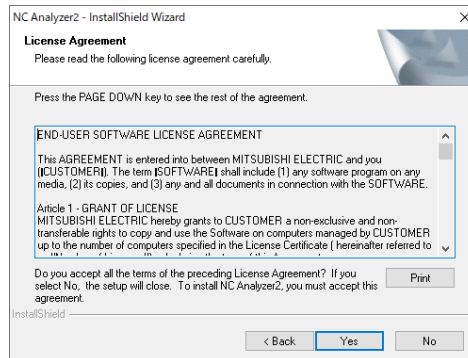 NC Analyzer2 - InstallShield Wizard
License Agreement
Please read the following license agreement carefully.
Press the PAGE DOWN key to see the rest of the agreement.
END-USER SOFTWARE LICENSE AGREEMENT
This AGREEMENT is entered into between MITSUBISHI ELECTRIC and you
(|CUSTOMER|). The term |SOFTWARE| shall include (1) any software program on any
media, (2) its copies, and (3) any and all documents in connection with the SOFTWARE.
Article 1 - GRANT OF LICENSE
MITSUBISHI ELECTRIC hereby grants to CUSTOMER a non-exclusive and non-
transferable rights to copy and use the Software on computers managed by CUSTOMER
up to the number of computers specified in the License Certificate ( hereinafter referred to
Do you accept all the terms of the preceding License Agreement? If you
select No, the setup will close. To install NC Analyzer2, you must accept this
agreement.
Print
InstallShield
< Back
Yes
No